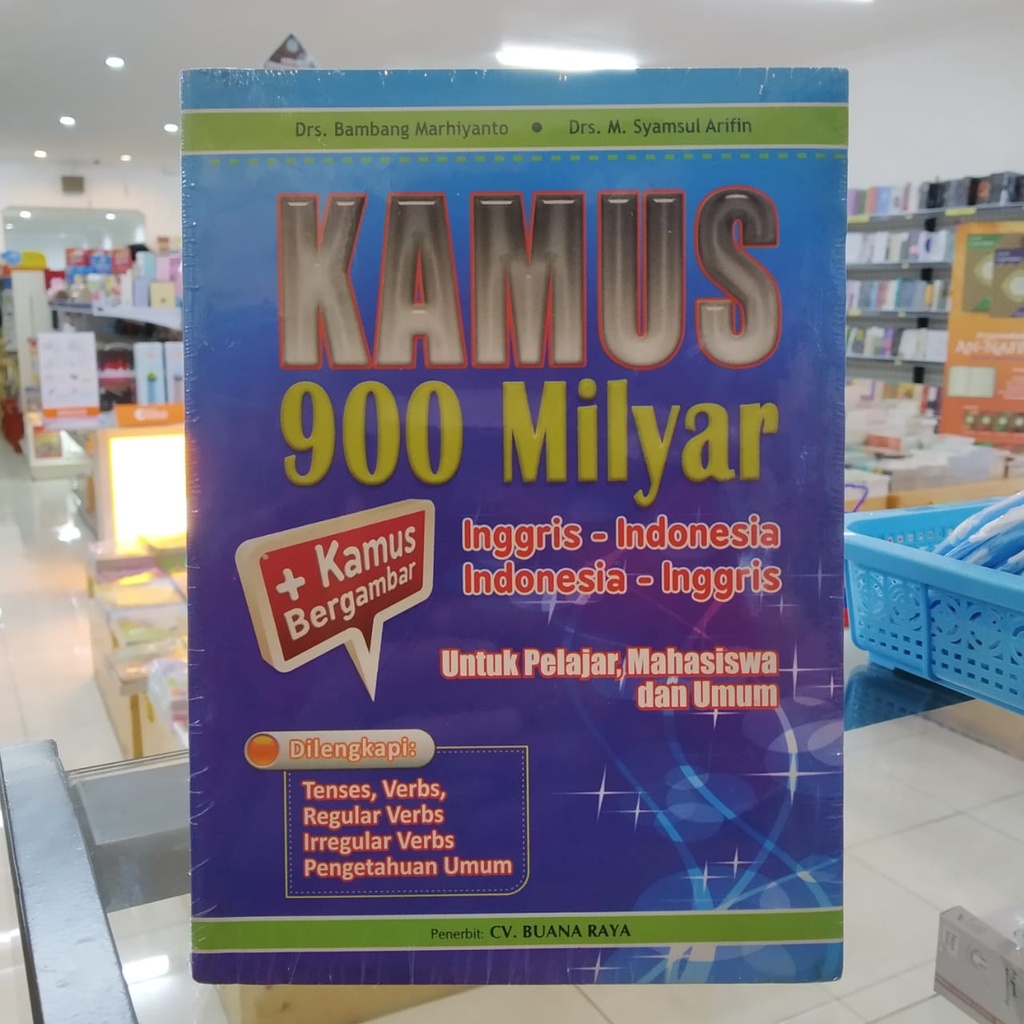 Drs. Bambang Marhiyanto • Drs. M. Syamsul Arifin
KAMUS
900 Milyar
+ Kamus
Bergambar
Inggris - Indonesia
Indonesia - Inggris
Untuk Pelajar, Mahasiswa
dan Umum
Dilengkapi:
Tenses, Verbs,
Regular Verbs
Irregular Verbs
Pengetahuan Umum
Penerbit: CV. BUANA RAYA